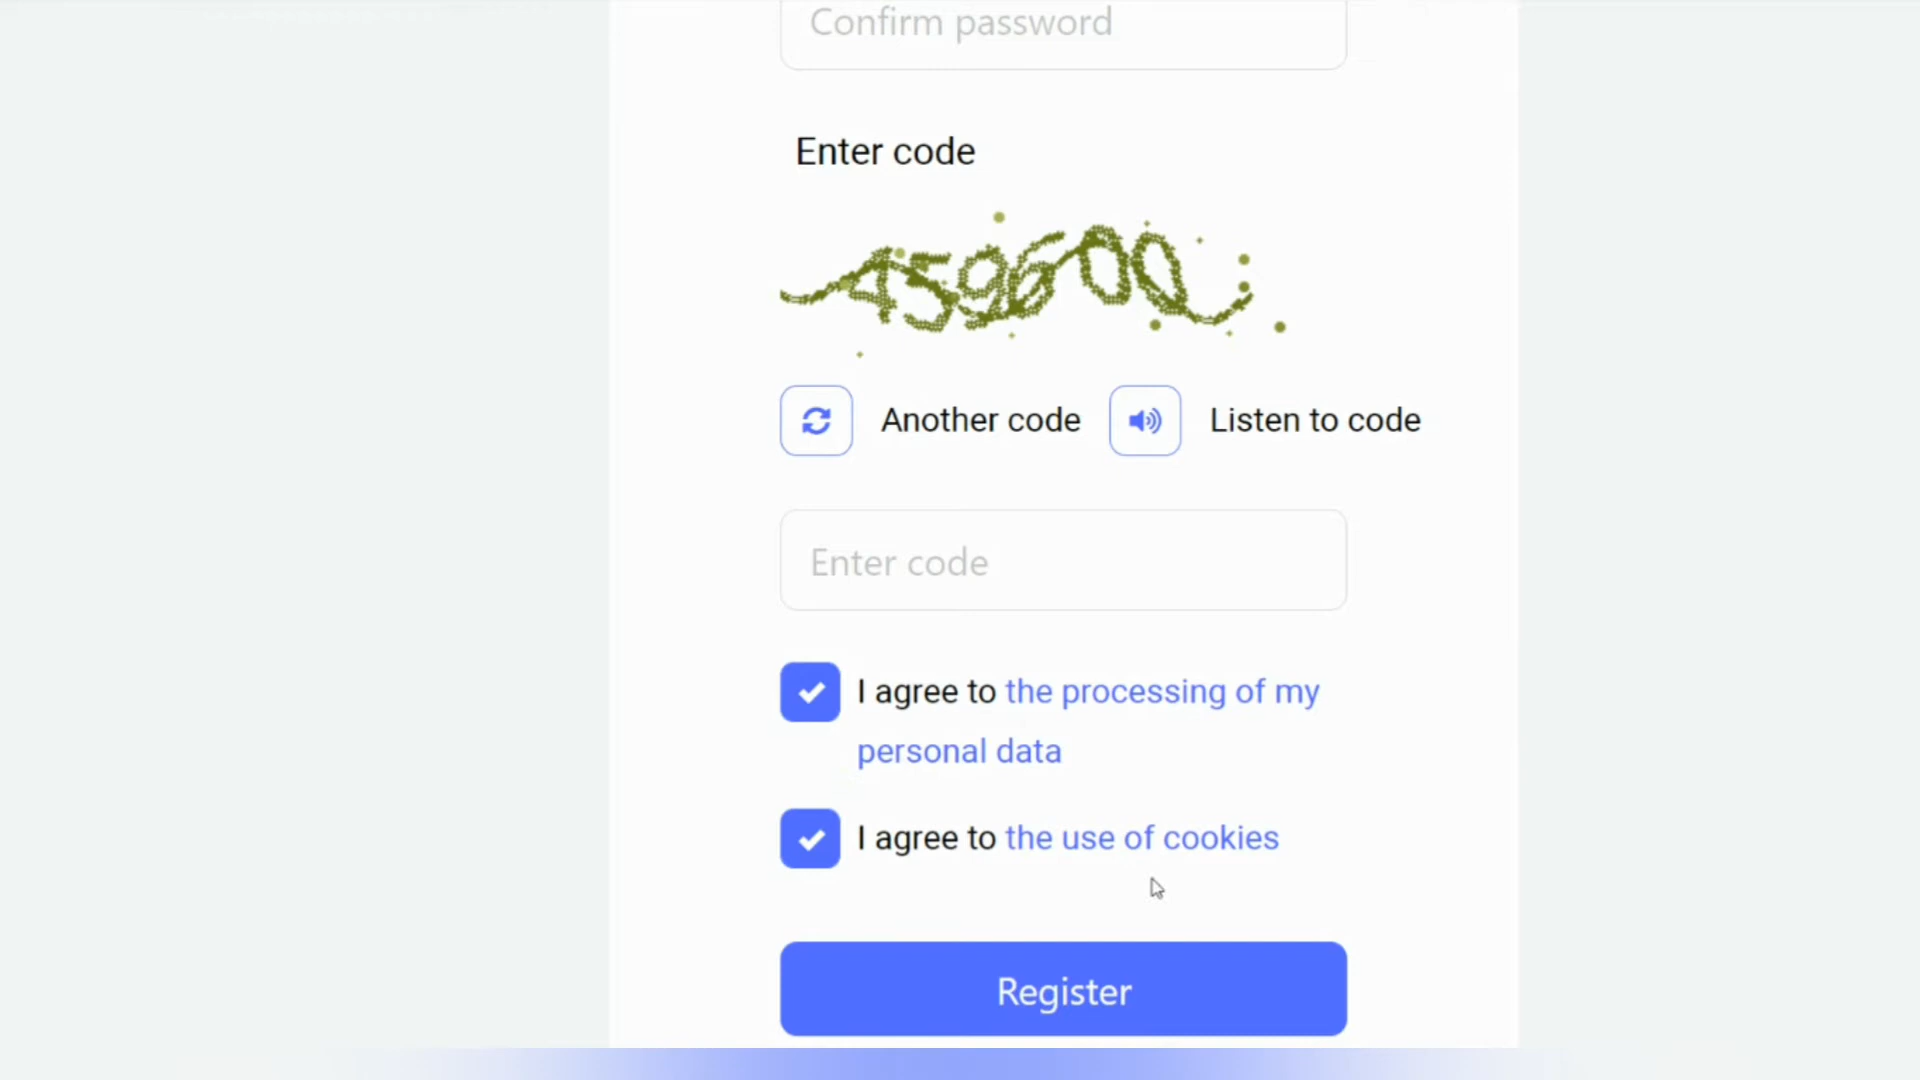 Confirm password
Enter code
459600
Another code
Listen to code
Enter code
I agree to the processing of my
personal data
I agree to the use of cookies
Register